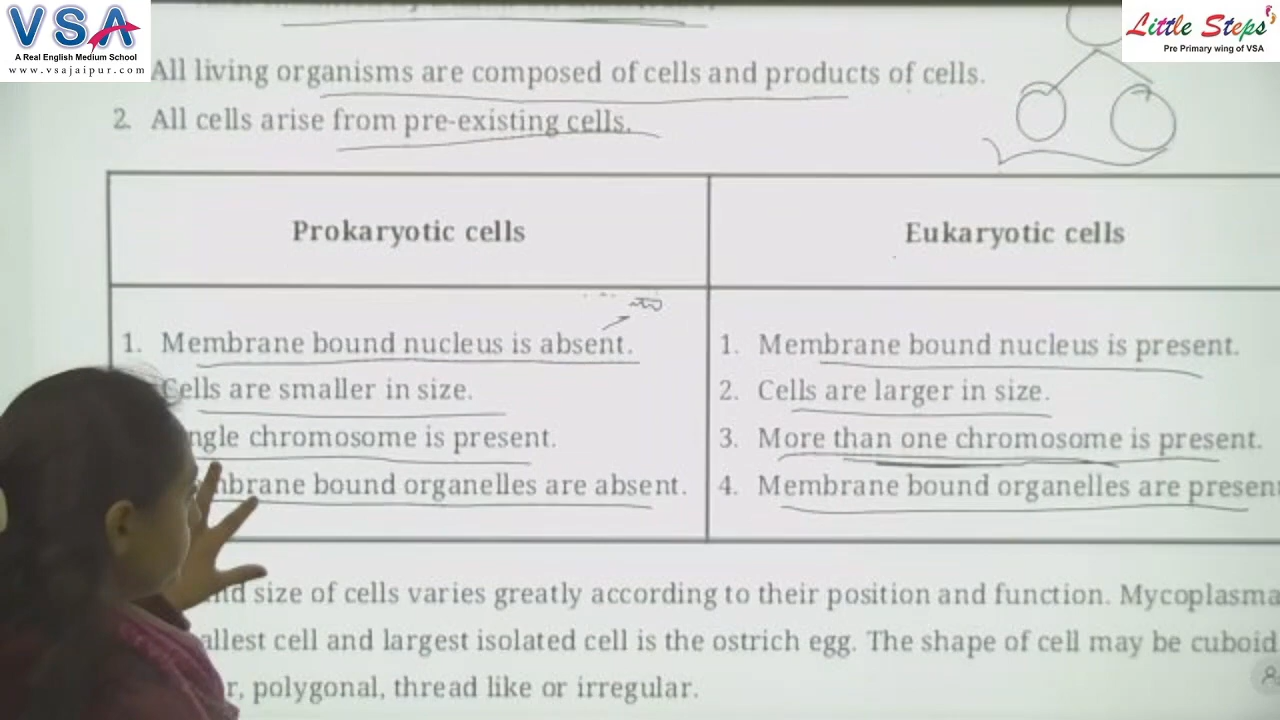 VSA
A Real English Medium School
www.vsajaipur.com
Little Steps
Pre Primary wing of VSA
All living organisms are composed of cells and products of cells.
2. All cells arise from pre-existing cells.
Prokaryotic cells
1. Membrane bound nucleus is absent.
Cells are smaller in size.
ngle chromosome is present.
mbrane bound organelles are absent.
Eukaryotic cells
1. Membrane bound nucleus is present.
2. Cells are larger in size.
3. More than one chromosome is present.
4. Membrane bound organelles are presen
nd size of cells varies greatly according to their position and function. Mycoplasma
allest cell and largest isolated cell is the ostrich egg. The shape of cell may be cuboid
r, polygonal, thread like or irregular.